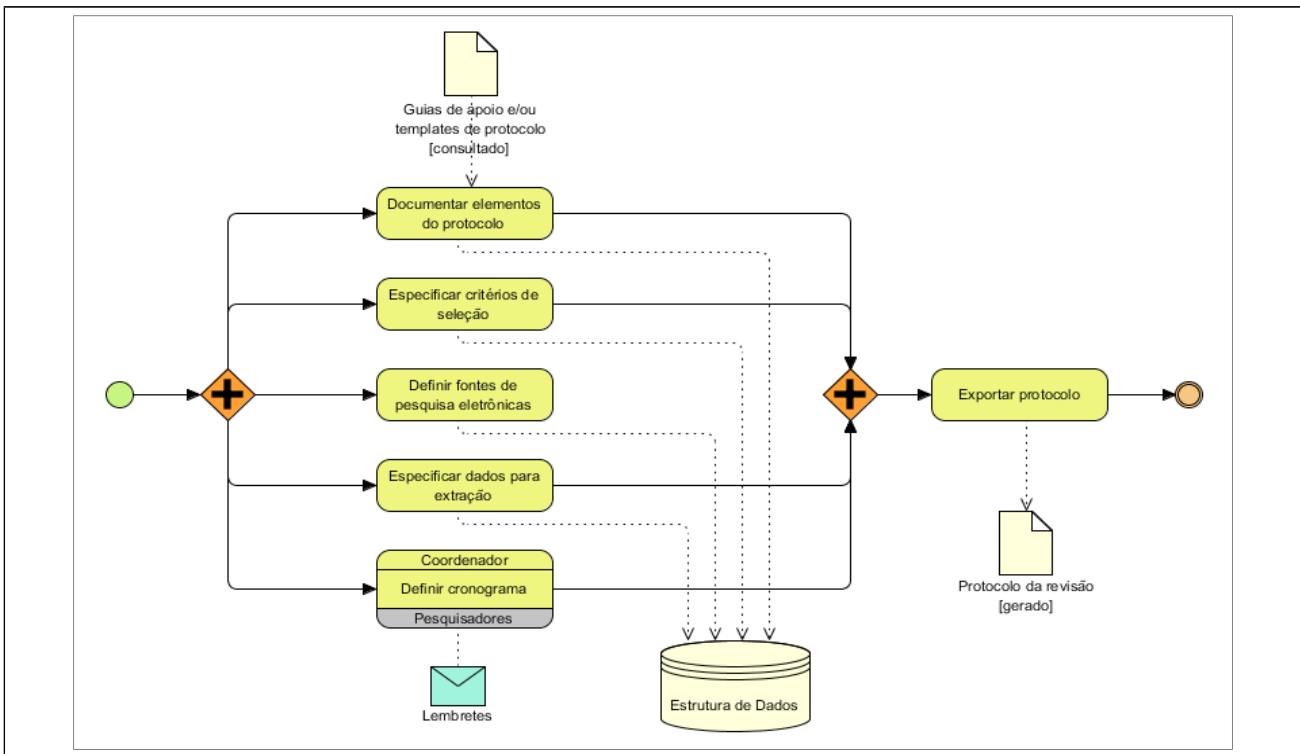 Guias de apoio e/ou
templates de protocolo
[consultado]
Documentar elementos
do protocolo
Especificar critérios de
seleção
Definir fontes de
pesquisa eletrônicas
Exportar protocolo
Especificar dados para
extração
Coordenador
Definir cronograma
Pesquisadores
Protocolo da revisão
[gerado]
Lembretes
Estrutura de Dados